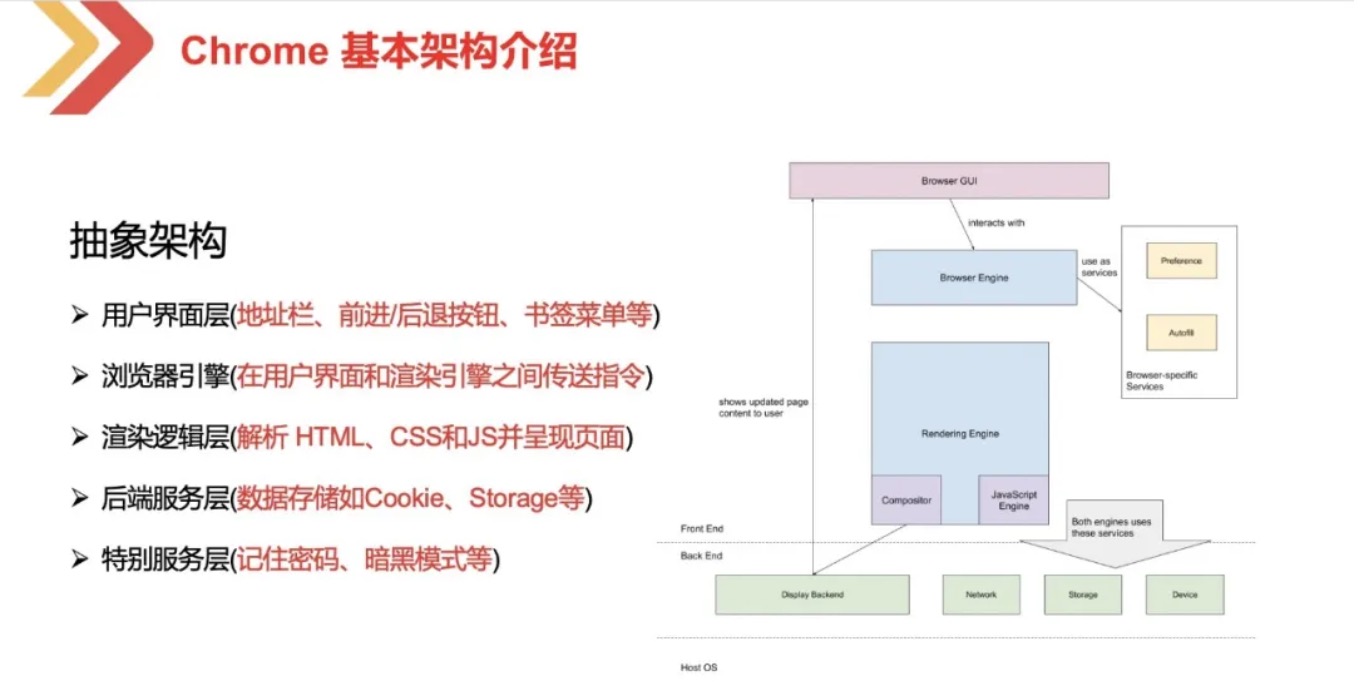 Chrome 基本架构介绍
抽象架构
➢ 用户界面层(地址栏、前进/后退按钮、书签菜单等)
➢ 浏览器引擎(在用户界面和渲染引擎之间传送指令)
➢ 渲染逻辑层(解析 HTML、CSS和JS并呈现页面)
➢ 后端服务层(数据存储如Cookie、Storage等)
➢ 特别服务层(记住密码、暗黑模式等)
Browser GUI
interacts with
Browser Engine
use as
services
Preference
Autofill
Browser-specific
Services
shows updated page
content to user
Rendering Engine
Compositor
JavaScript
Engine
Both engines uses
these services
Front End
Back End
Display Backend
Network
Storage
Device
Host OS